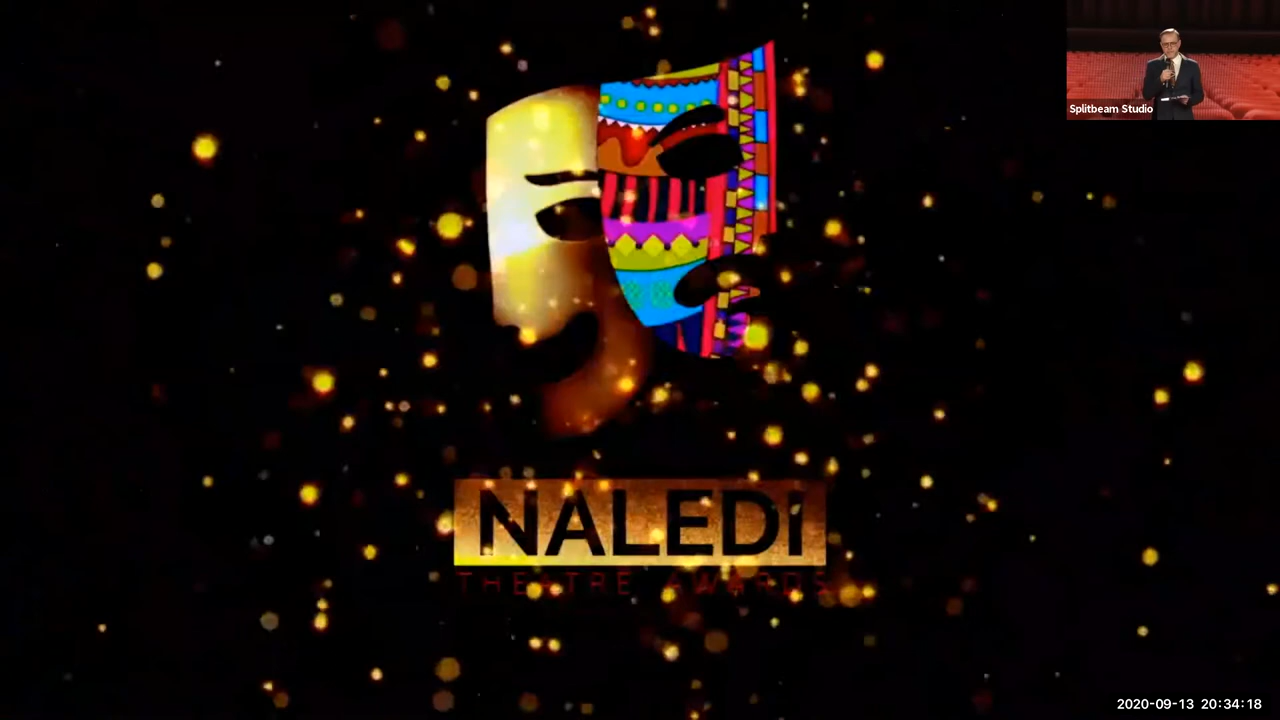 Splitbeam Studio
NALEDI
THEATRE AWARDS
2020-09-13 20:34:18